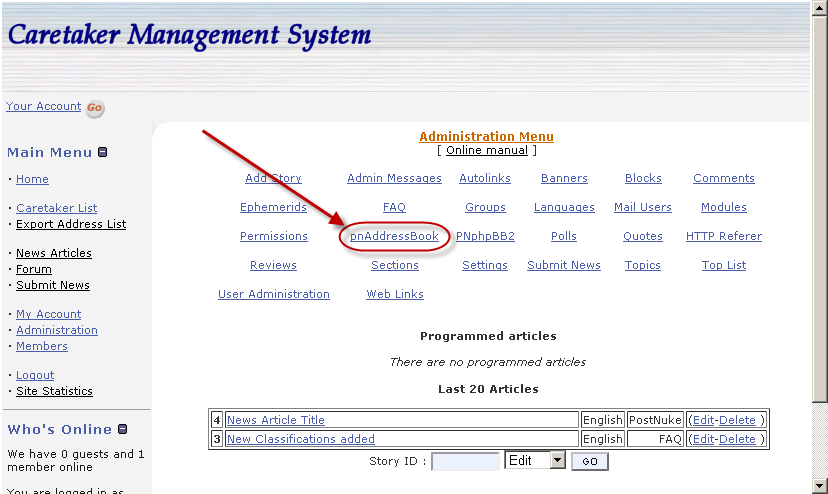 Caretaker Management System
Your Account Go
Main Menu
· Home
· Caretaker List
· Export Address List
· News Articles
· Forum
· Submit News
· My Account
· Administration
· Members
· Logout
· Site Statistics
Who's Online
We have 0 guests and 1
member online
You are logged in as
Administration Menu
[ Online manual ]
Add Story Admin Messages Autolinks Banners Blocks Comments
Ephemerids FAQ Groups Languages Mail Users Modules
Permissions pnAddressBook PNphpBB2 Polls Quotes HTTP Referer
Reviews Sections Settings Submit News Topics Top List
User Administration Web Links
Programmed articles
There are no programmed articles
Last 20 Articles
4 News Article Title English PostNuke (Edit-Delete )
3 New Classifications added English FAQ (Edit-Delete )
Story ID : Edit GO